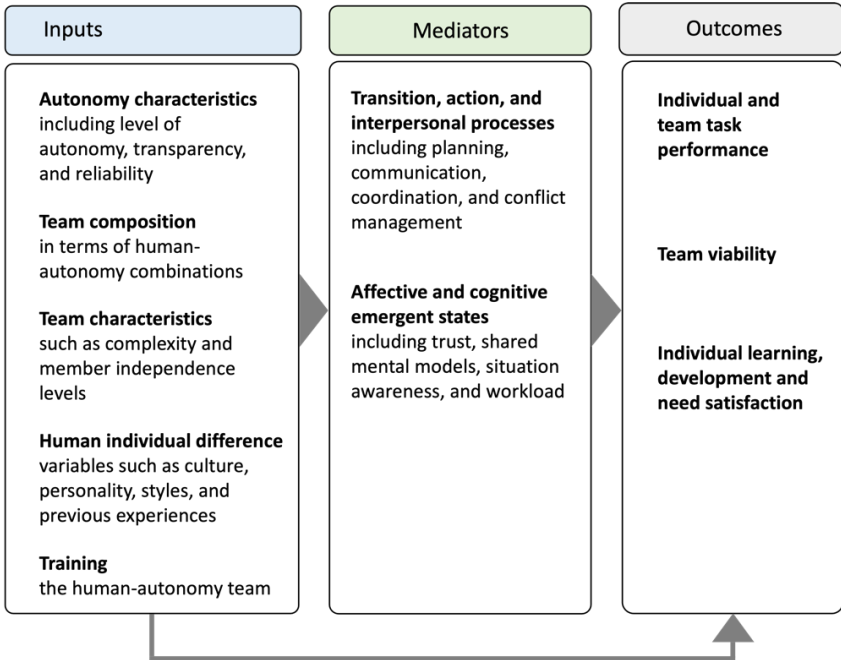 Inputs
Autonomy characteristics
including level of
autonomy, transparency,
and reliability
Team composition
in terms of human-
autonomy combinations
Team characteristics
such as complexity and
member independence
levels
Human individual difference
variables such as culture,
personality, styles, and
previous experiences
Training
the human-autonomy team
Mediators
Transition, action, and
interpersonal processes
including planning,
communication,
coordination, and conflict
management
Affective and cognitive
emergent states
including trust, shared
mental models, situation
awareness, and workload
Outcomes
Individual and
team task
performance
Team viability
Individual learning,
development and
need satisfaction